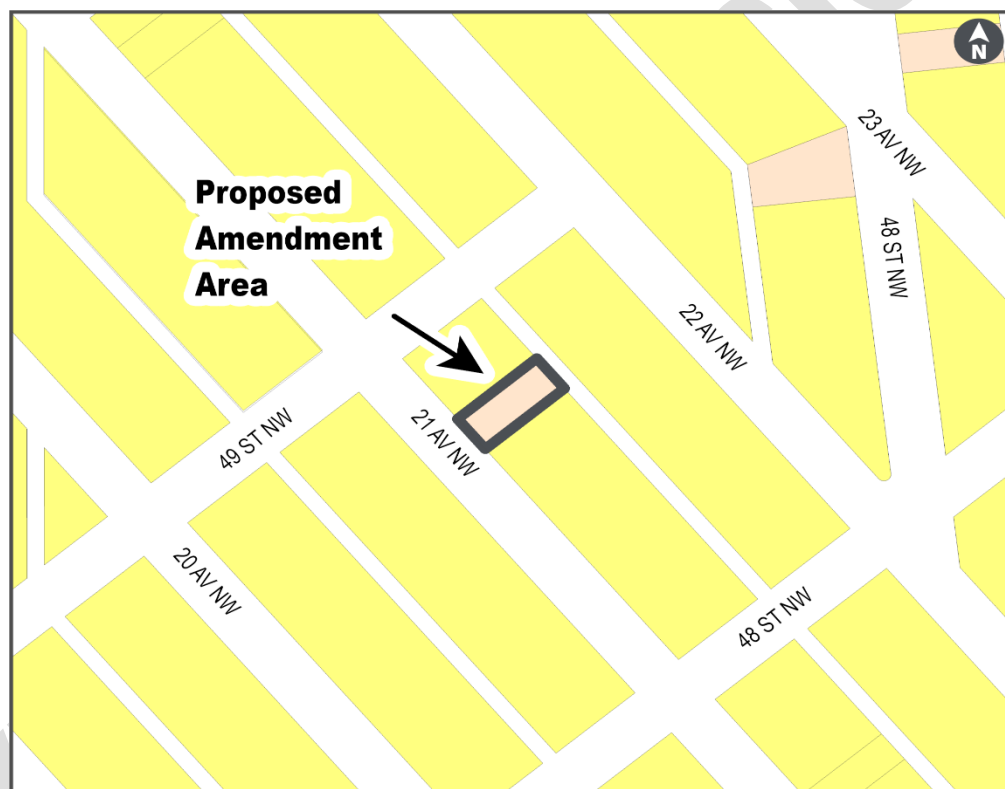 N
23 AV NW
Proposed
Amendment
Area
48 ST NW
22 AV NW
21 AV NW
49 ST NW
20 AV NW
48 ST NW